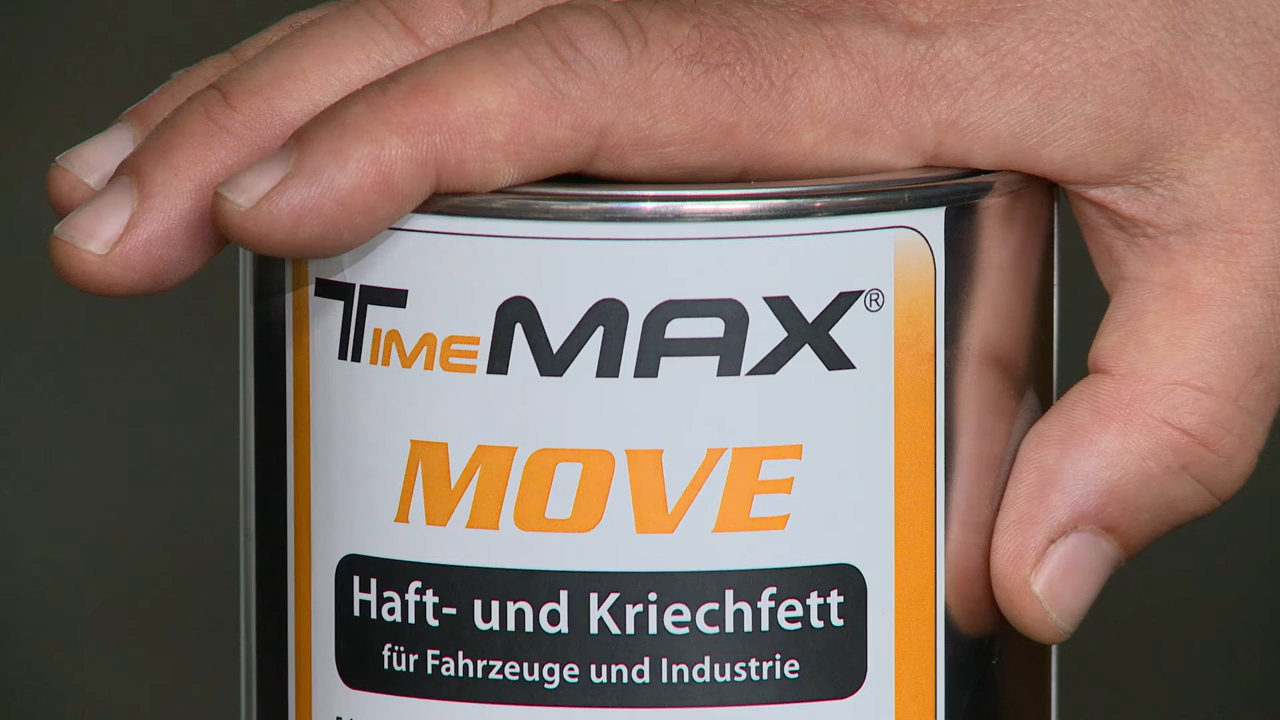 TIMEMAX®
MOVE
Haft- und Kriechfett
für Fahrzeuge und Industrie